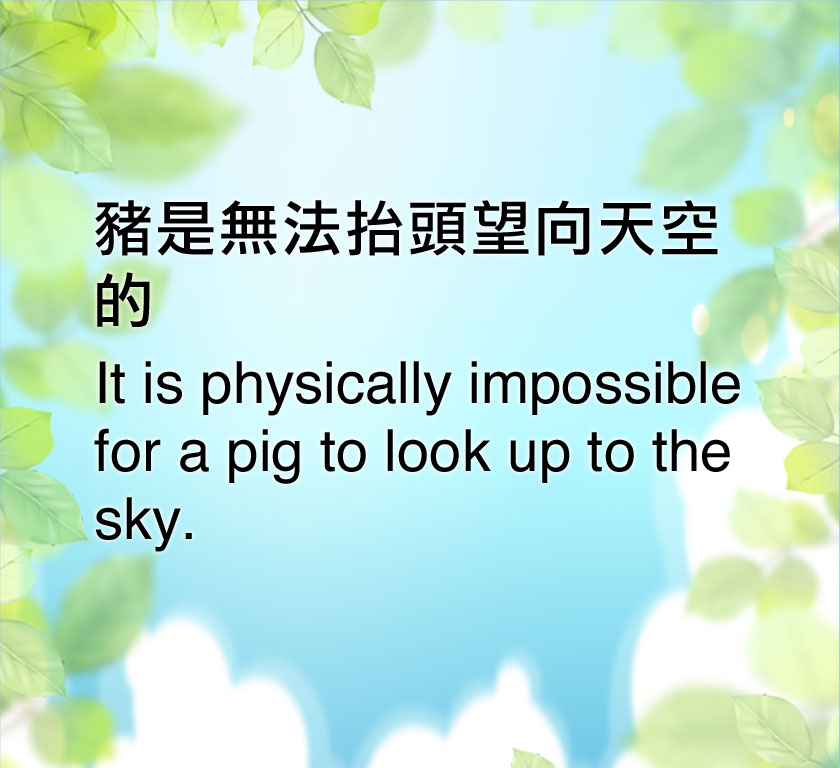 豬是無法抬頭望向天空
的
It is physically impossible
for a pig to look up to the
sky.